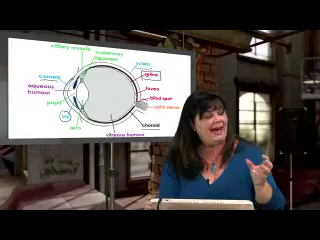 ciliary muscle
suspensory
ligament
sclera
cornea
retina
aqueous
humour
fovea
blind spot
pupil
optic nerve
iris
lens
choroid
vitreous humour